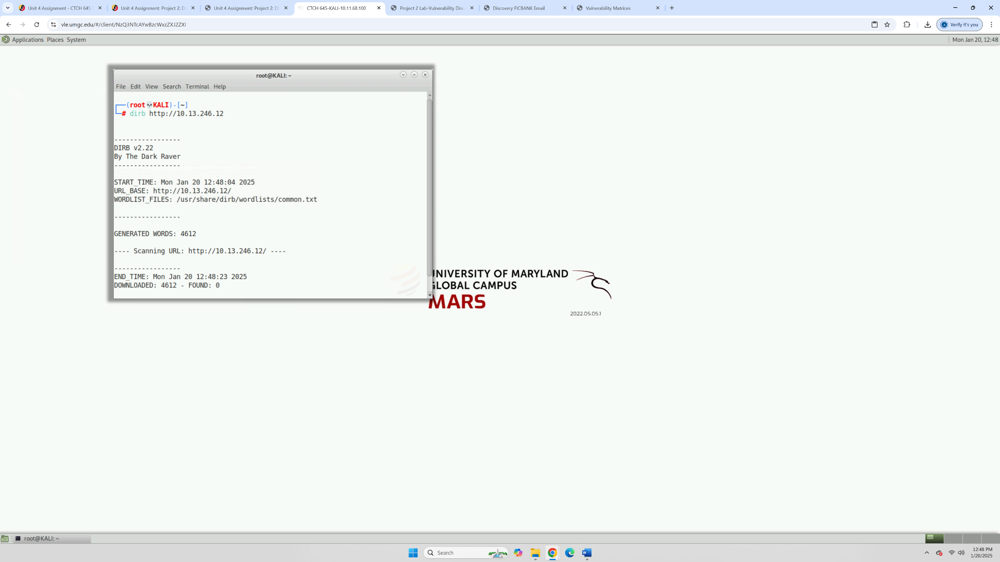 Unit 4 Assignment - CTCH 645 9
Unit 4 Assignment: Project 2: Di
Unit 4 Assignment: Project 2: Di
CTCH 645-KALI-10.11.68.100
Project 2 Lab-Vulnerability Disc
Discovery FICBANK Email
Vulnerability Matrices
vle.umgc.edu/#/client/NzQ3NTcAYwBzcWxzZXJ2ZXI
Verify it's you
Applications Places System
Mon Jan 20, 12:48
root@KALI: ~
File Edit View Search Terminal Help
┌──(root💀KALI)-[~]
└─# dirb http://10.13.246.12
-----------------
DIRB v2.22
By The Dark Raver
-----------------
START_TIME: Mon Jan 20 12:48:04 2025
URL_BASE: http://10.13.246.12/
WORDLIST_FILES: /usr/share/dirb/wordlists/common.txt
-----------------
GENERATED WORDS: 4612
---- Scanning URL: http://10.13.246.12/ ----
-----------------
END_TIME: Mon Jan 20 12:48:23 2025
DOWNLOADED: 4612 - FOUND: 0
UNIVERSITY OF MARYLAND
GLOBAL CAMPUS
MARS
2022.05.05.1
root@KALI: ~
Search
12:48 PM
1/20/2025